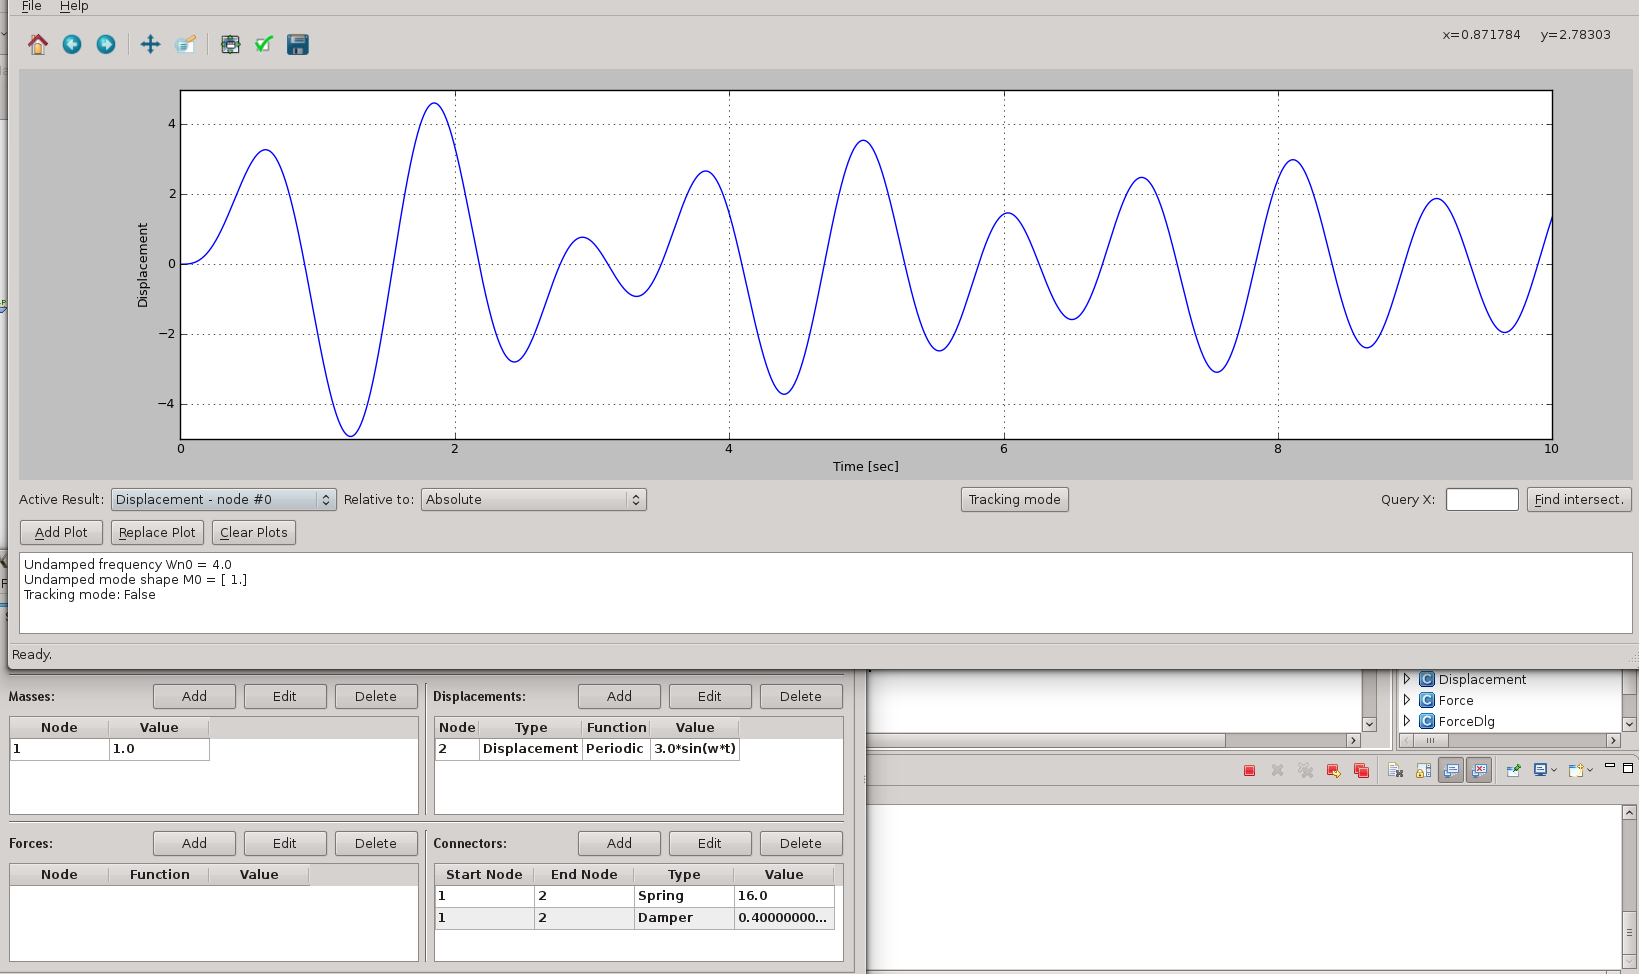 File Help
x=0.871784 y=2.78303
4
2
0
−2
−4
Displacement
0 2 4 6 8 10
Time [sec]
Active Result: Displacement - node #0 Relative to: Absolute Tracking mode Query X: Find intersect.
Add Plot Replace Plot Clear Plots
Undamped frequency Wn0 = 4.0
Undamped mode shape M0 = [ 1.]
Tracking mode: False
Ready.
Masses: Add Edit Delete
Node Value
1 1.0
Displacements: Add Edit Delete
Node Type Function Value
2 Displacement Periodic 3.0*sin(w*t)
Forces: Add Edit Delete
Node Function Value
Connectors: Add Edit Delete
Start Node End Node Type Value
1 2 Spring 16.0
1 2 Damper 0.40000000...
C Displacement
C Force
C ForceDlg